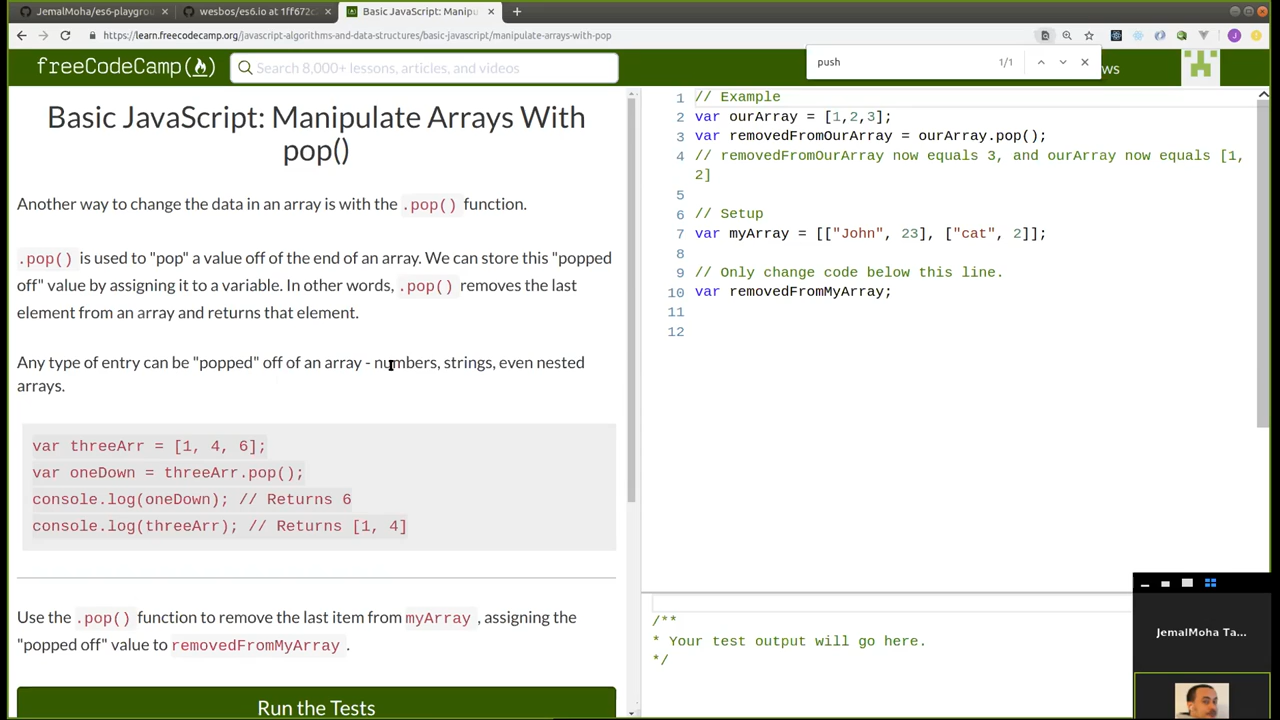 JemalMoha/es6-playgrou
wesbos/es6.io at 1ff672c
Basic JavaScript: Manipu
https://learn.freecodecamp.org/javascript-algorithms-and-data-structures/basic-javascript/manipulate-arrays-with-pop
freeCodeCamp
Search 8,000+ lessons, articles, and videos
push
1/1
ws
Basic JavaScript: Manipulate Arrays With
pop()
Another way to change the data in an array is with the .pop() function.
.pop() is used to "pop" a value off of the end of an array. We can store this "popped
off" value by assigning it to a variable. In other words, .pop() removes the last
element from an array and returns that element.
Any type of entry can be "popped" off of an array - numbers, strings, even nested
arrays.
var threeArr = [1, 4, 6];
var oneDown = threeArr.pop();
console.log(oneDown); // Returns 6
console.log(threeArr); // Returns [1, 4]
Use the .pop() function to remove the last item from myArray , assigning the
"popped off" value to removedFromMyArray .
Run the Tests
1 // Example
2 var ourArray = [1,2,3];
3 var removedFromOurArray = ourArray.pop();
4 // removedFromOurArray now equals 3, and ourArray now equals [1,
2]
5
6 // Setup
7 var myArray = [["John", 23], ["cat", 2]];
8
9 // Only change code below this line.
10 var removedFromMyArray;
11
12
/**
* Your test output will go here.
*/
JemalMoha Ta...